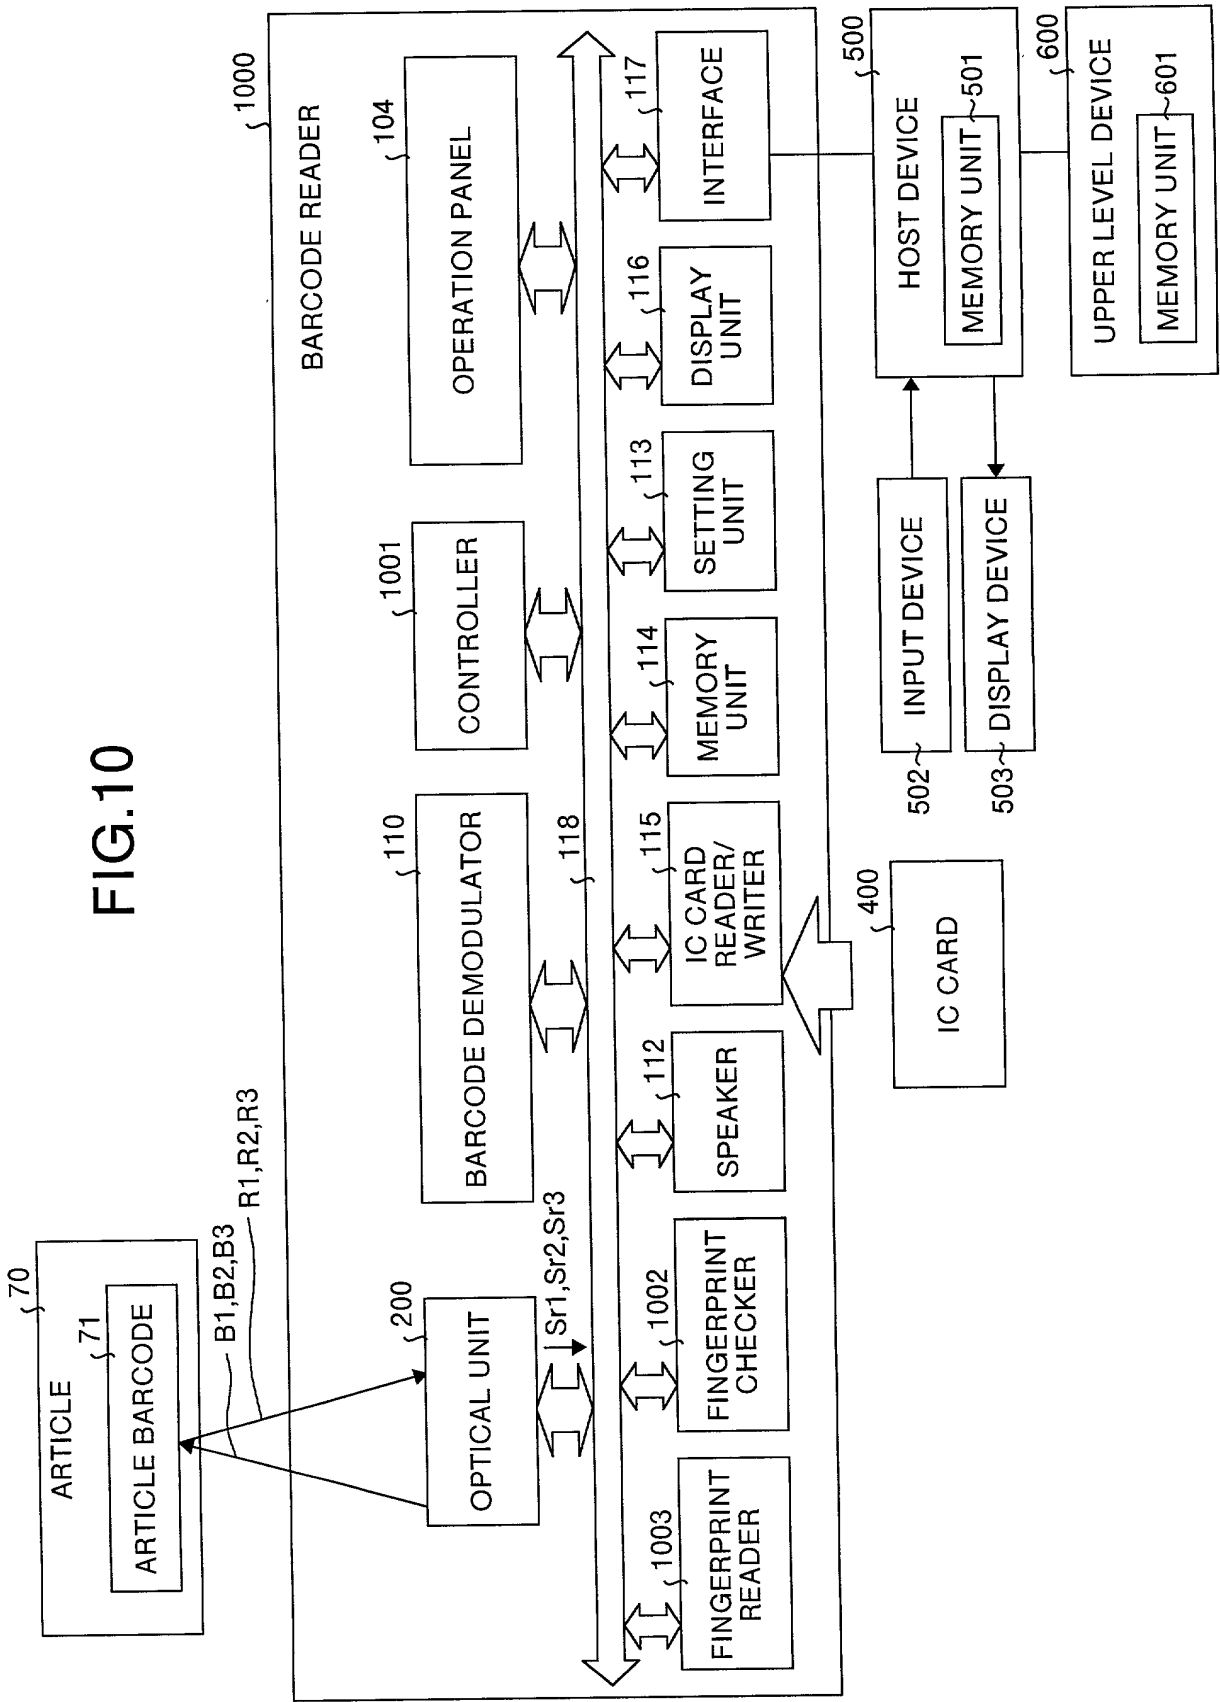 FIG.10
70
ARTICLE
71
ARTICLE BARCODE
B1,B2,B3
R1,R2,R3
1000
BARCODE READER
200
OPTICAL UNIT
Sr1,Sr2,Sr3
110
BARCODE DEMODULATOR
1001
CONTROLLER
104
OPERATION PANEL
118
1003
FINGERPRINT
READER
1002
FINGERPRINT
CHECKER
112
SPEAKER
115
IC CARD
READER/
WRITER
114
MEMORY
UNIT
113
SETTING
UNIT
116
DISPLAY
UNIT
117
INTERFACE
400
IC CARD
502
INPUT DEVICE
503
DISPLAY DEVICE
500
HOST DEVICE
MEMORY UNIT
501
600
UPPER LEVEL DEVICE
MEMORY UNIT
601